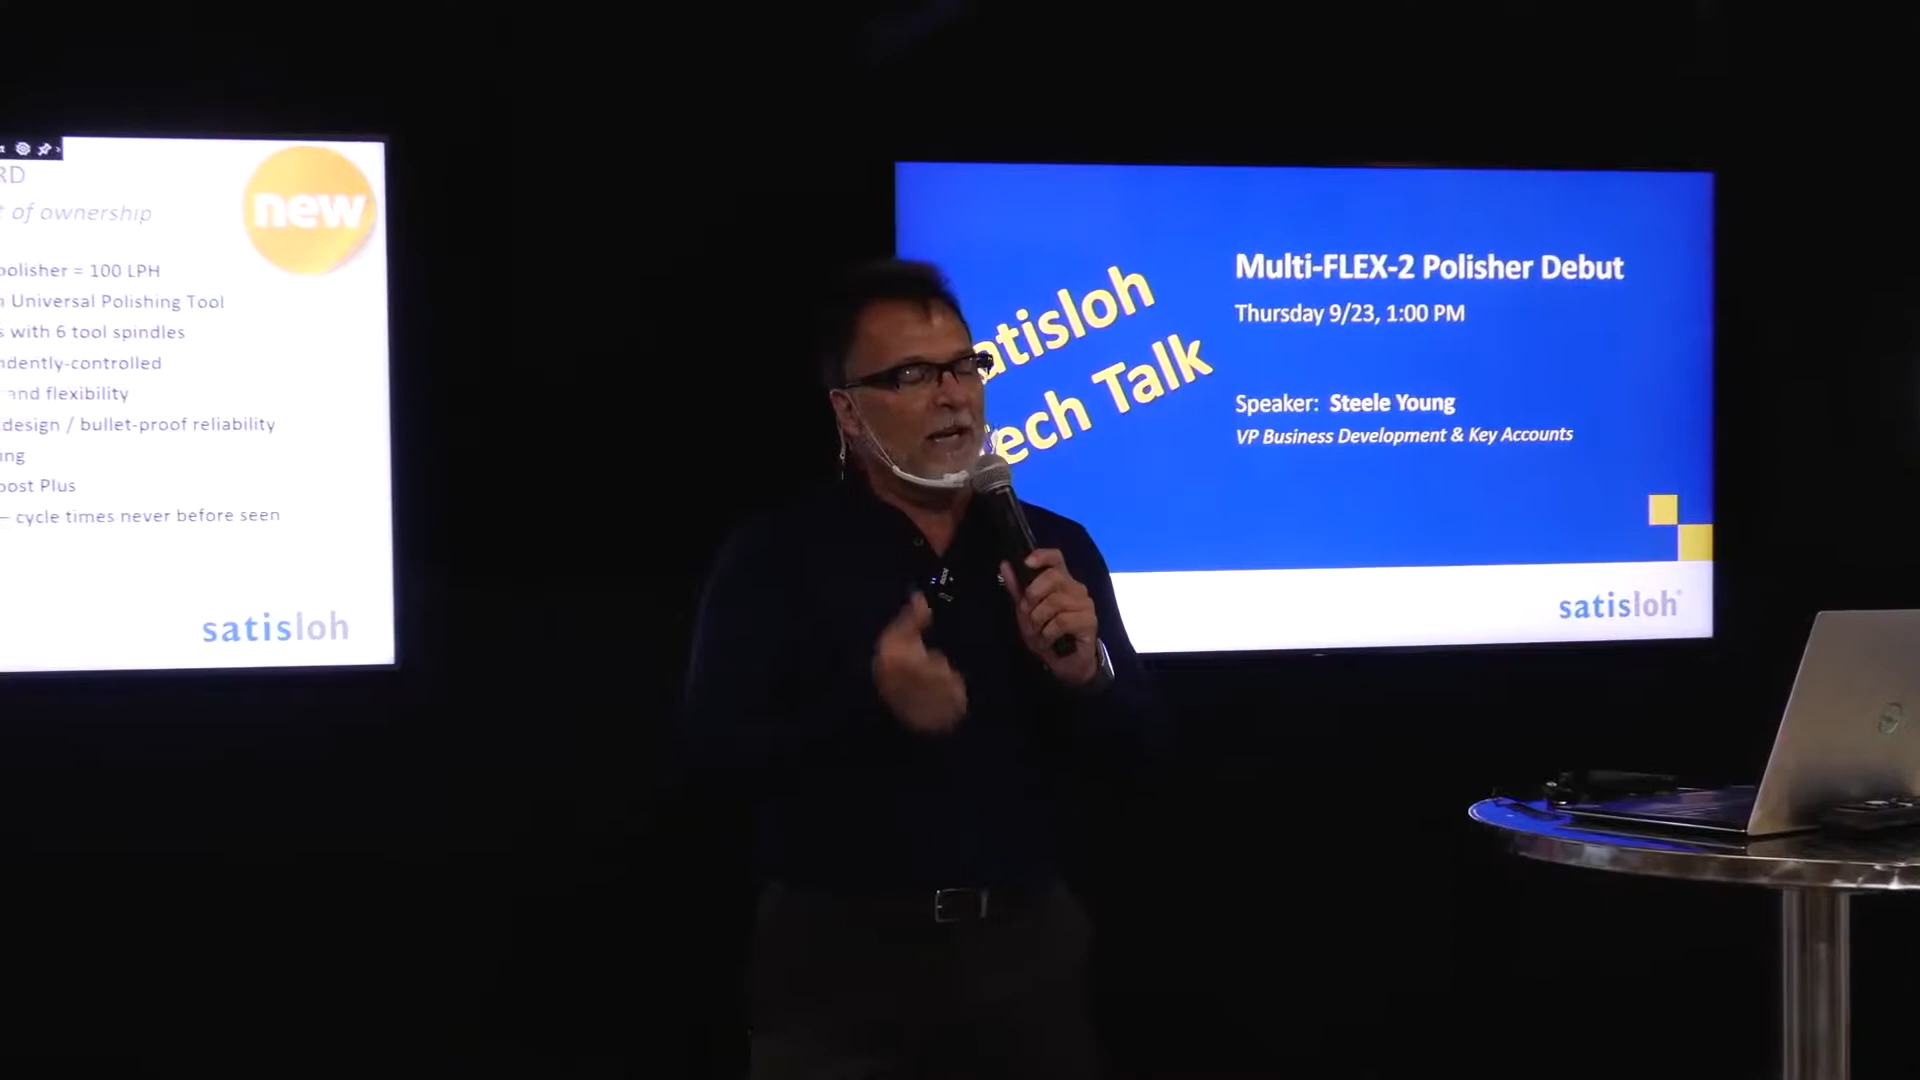 RD
t of ownership
new
polisher = 100 LPH
n Universal Polishing Tool
s with 6 tool spindles
ndently-controlled
and flexibility
design / bullet-proof reliability
ng
oost Plus
– cycle times never before seen
satisloh
atisloh
ech Talk
Multi-FLEX-2 Polisher Debut
Thursday 9/23, 1:00 PM
Speaker: Steele Young
VP Business Development & Key Accounts
satisloh